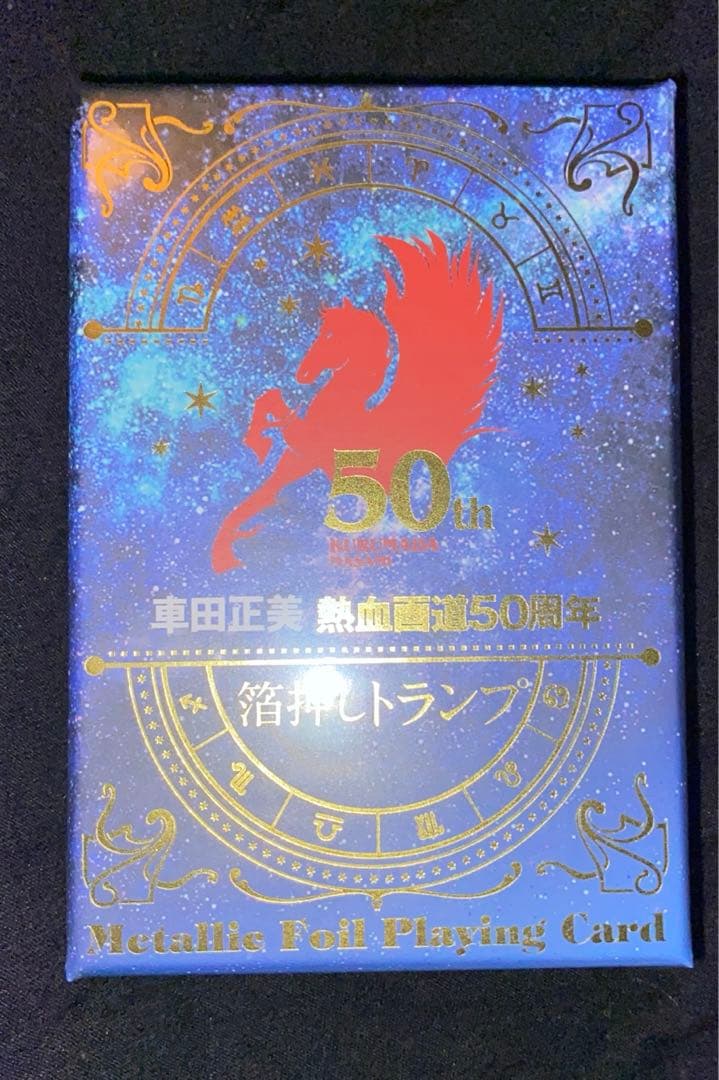 50th
KURUMADA
MASAMI
車田正美 熱血画道50周年
箔押しトランプ
Metallic Foil Playing Card